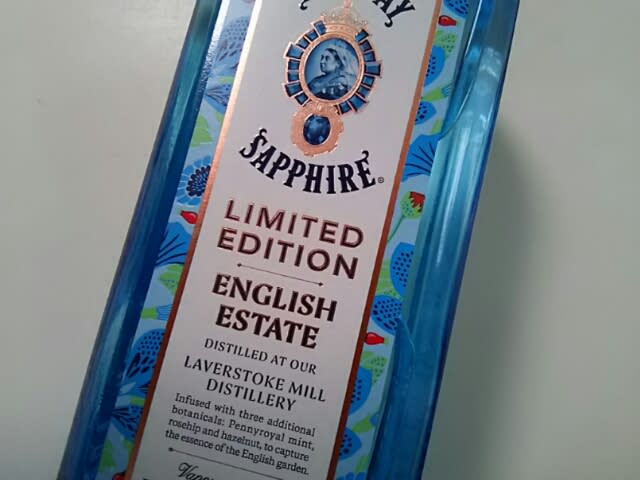 SAPPHIRE®
LIMITED
EDITION
ENGLISH
ESTATE
DISTILLED AT OUR
LAVERSTOKE MILL
DISTILLERY
Infused with three additional
botanicals: Pennyroyal mint,
rosehip and hazelnut, to capture
the essence of the English garden.